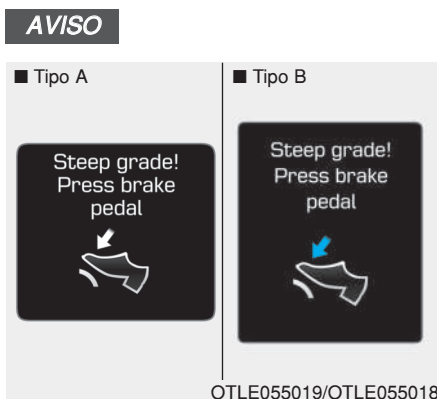 AVISO
■ Tipo A
■ Tipo B
Steep grade!
Press brake
pedal
Steep grade!
Press brake
pedal
OTLE055019/OTLE055018